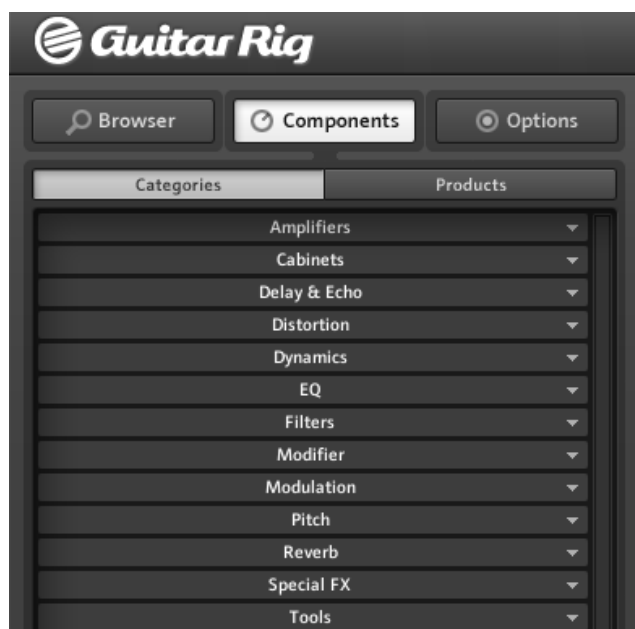 Guitar Rig
Browser Components Options
Categories Products
Amplifiers
Cabinets
Delay & Echo
Distortion
Dynamics
EQ
Filters
Modifier
Modulation
Pitch
Reverb
Special FX
Tools